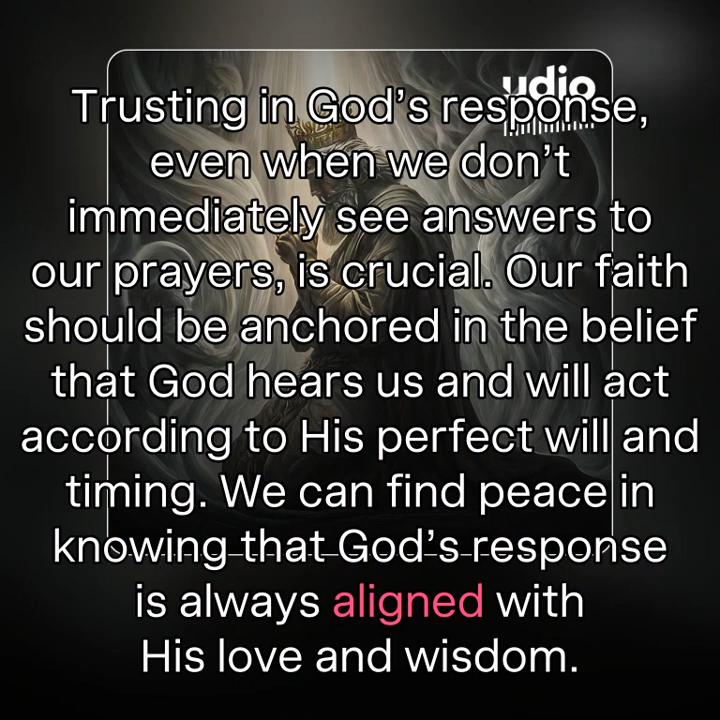 udio
Trusting in God’s response,
even when we don’t
immediately see answers to
our prayers, is crucial. Our faith
should be anchored in the belief
that God hears us and will act
according to His perfect will and
timing. We can find peace in
knowing that God’s response
is always aligned with
His love and wisdom.